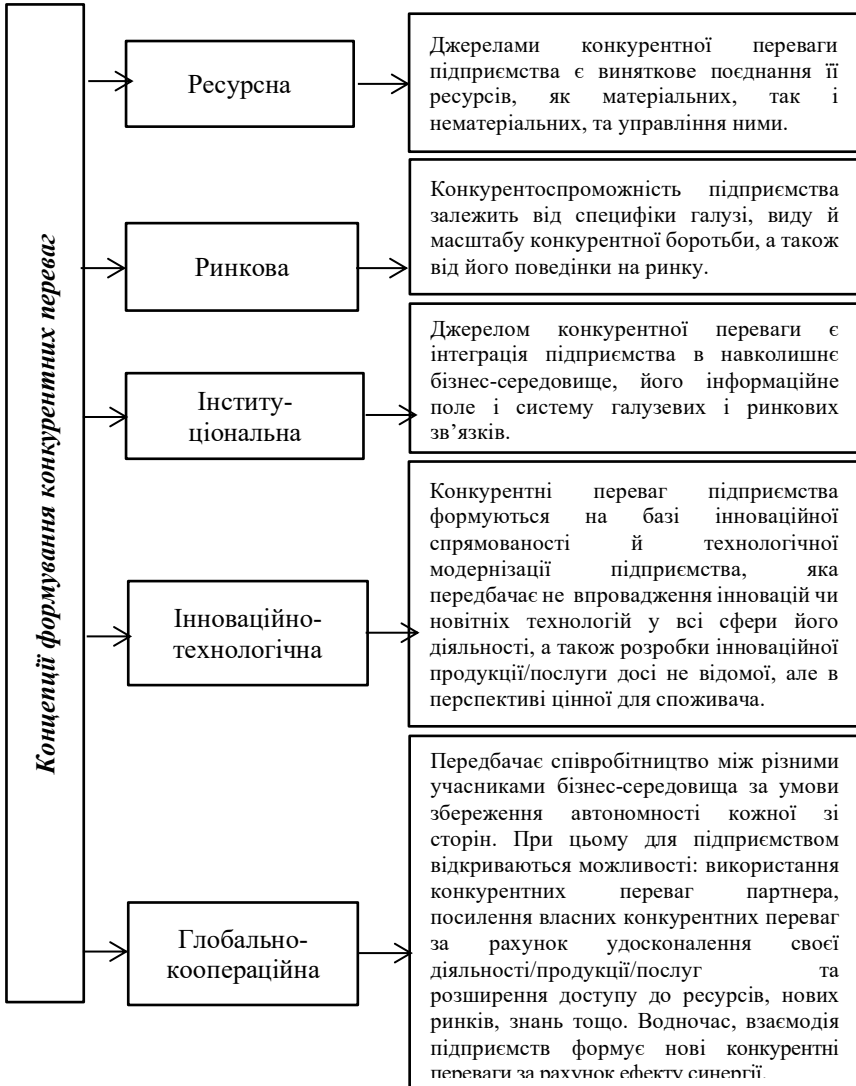 Концепції формування конкурентних переваг
Ресурсна
Джерелами конкурентної переваги
підприємства є виняткове поєднання її
ресурсів, як матеріальних, так і
нематеріальних, та управління ними.
Ринкова
Конкурентоспроможність підприємства
залежить від специфіки галузі, виду й
масштабу конкурентної боротьби, а також
від його поведінки на ринку.
Інститу-
ціональна
Джерелом конкурентної переваги є
інтеграція підприємства в навколишнє
бізнес-середовище, його інформаційне
поле і систему галузевих і ринкових
зв’язків.
Інноваційно-
технологічна
Конкурентні переваг підприємства
формуються на базі інноваційної
спрямованості й технологічної
модернізації підприємства, яка
передбачає не впровадження інновацій чи
новітніх технологій у всі сфери його
діяльності, а також розробки інноваційної
продукції/послуги досі не відомої, але в
перспективі цінної для споживача.
Глобально-
коопераційна
Передбачає співробітництво між різними
учасниками бізнес-середовища за умови
збереження автономності кожної зі
сторін. При цьому для підприємством
відкриваються можливості: використання
конкурентних переваг партнера,
посилення власних конкурентних переваг
за рахунок удосконалення своєї
діяльності/продукції/послуг та
розширення доступу до ресурсів, нових
ринків, знань тощо. Водночас, взаємодія
підприємств формує нові конкурентні
переваги за рахунок ефекту синергії.